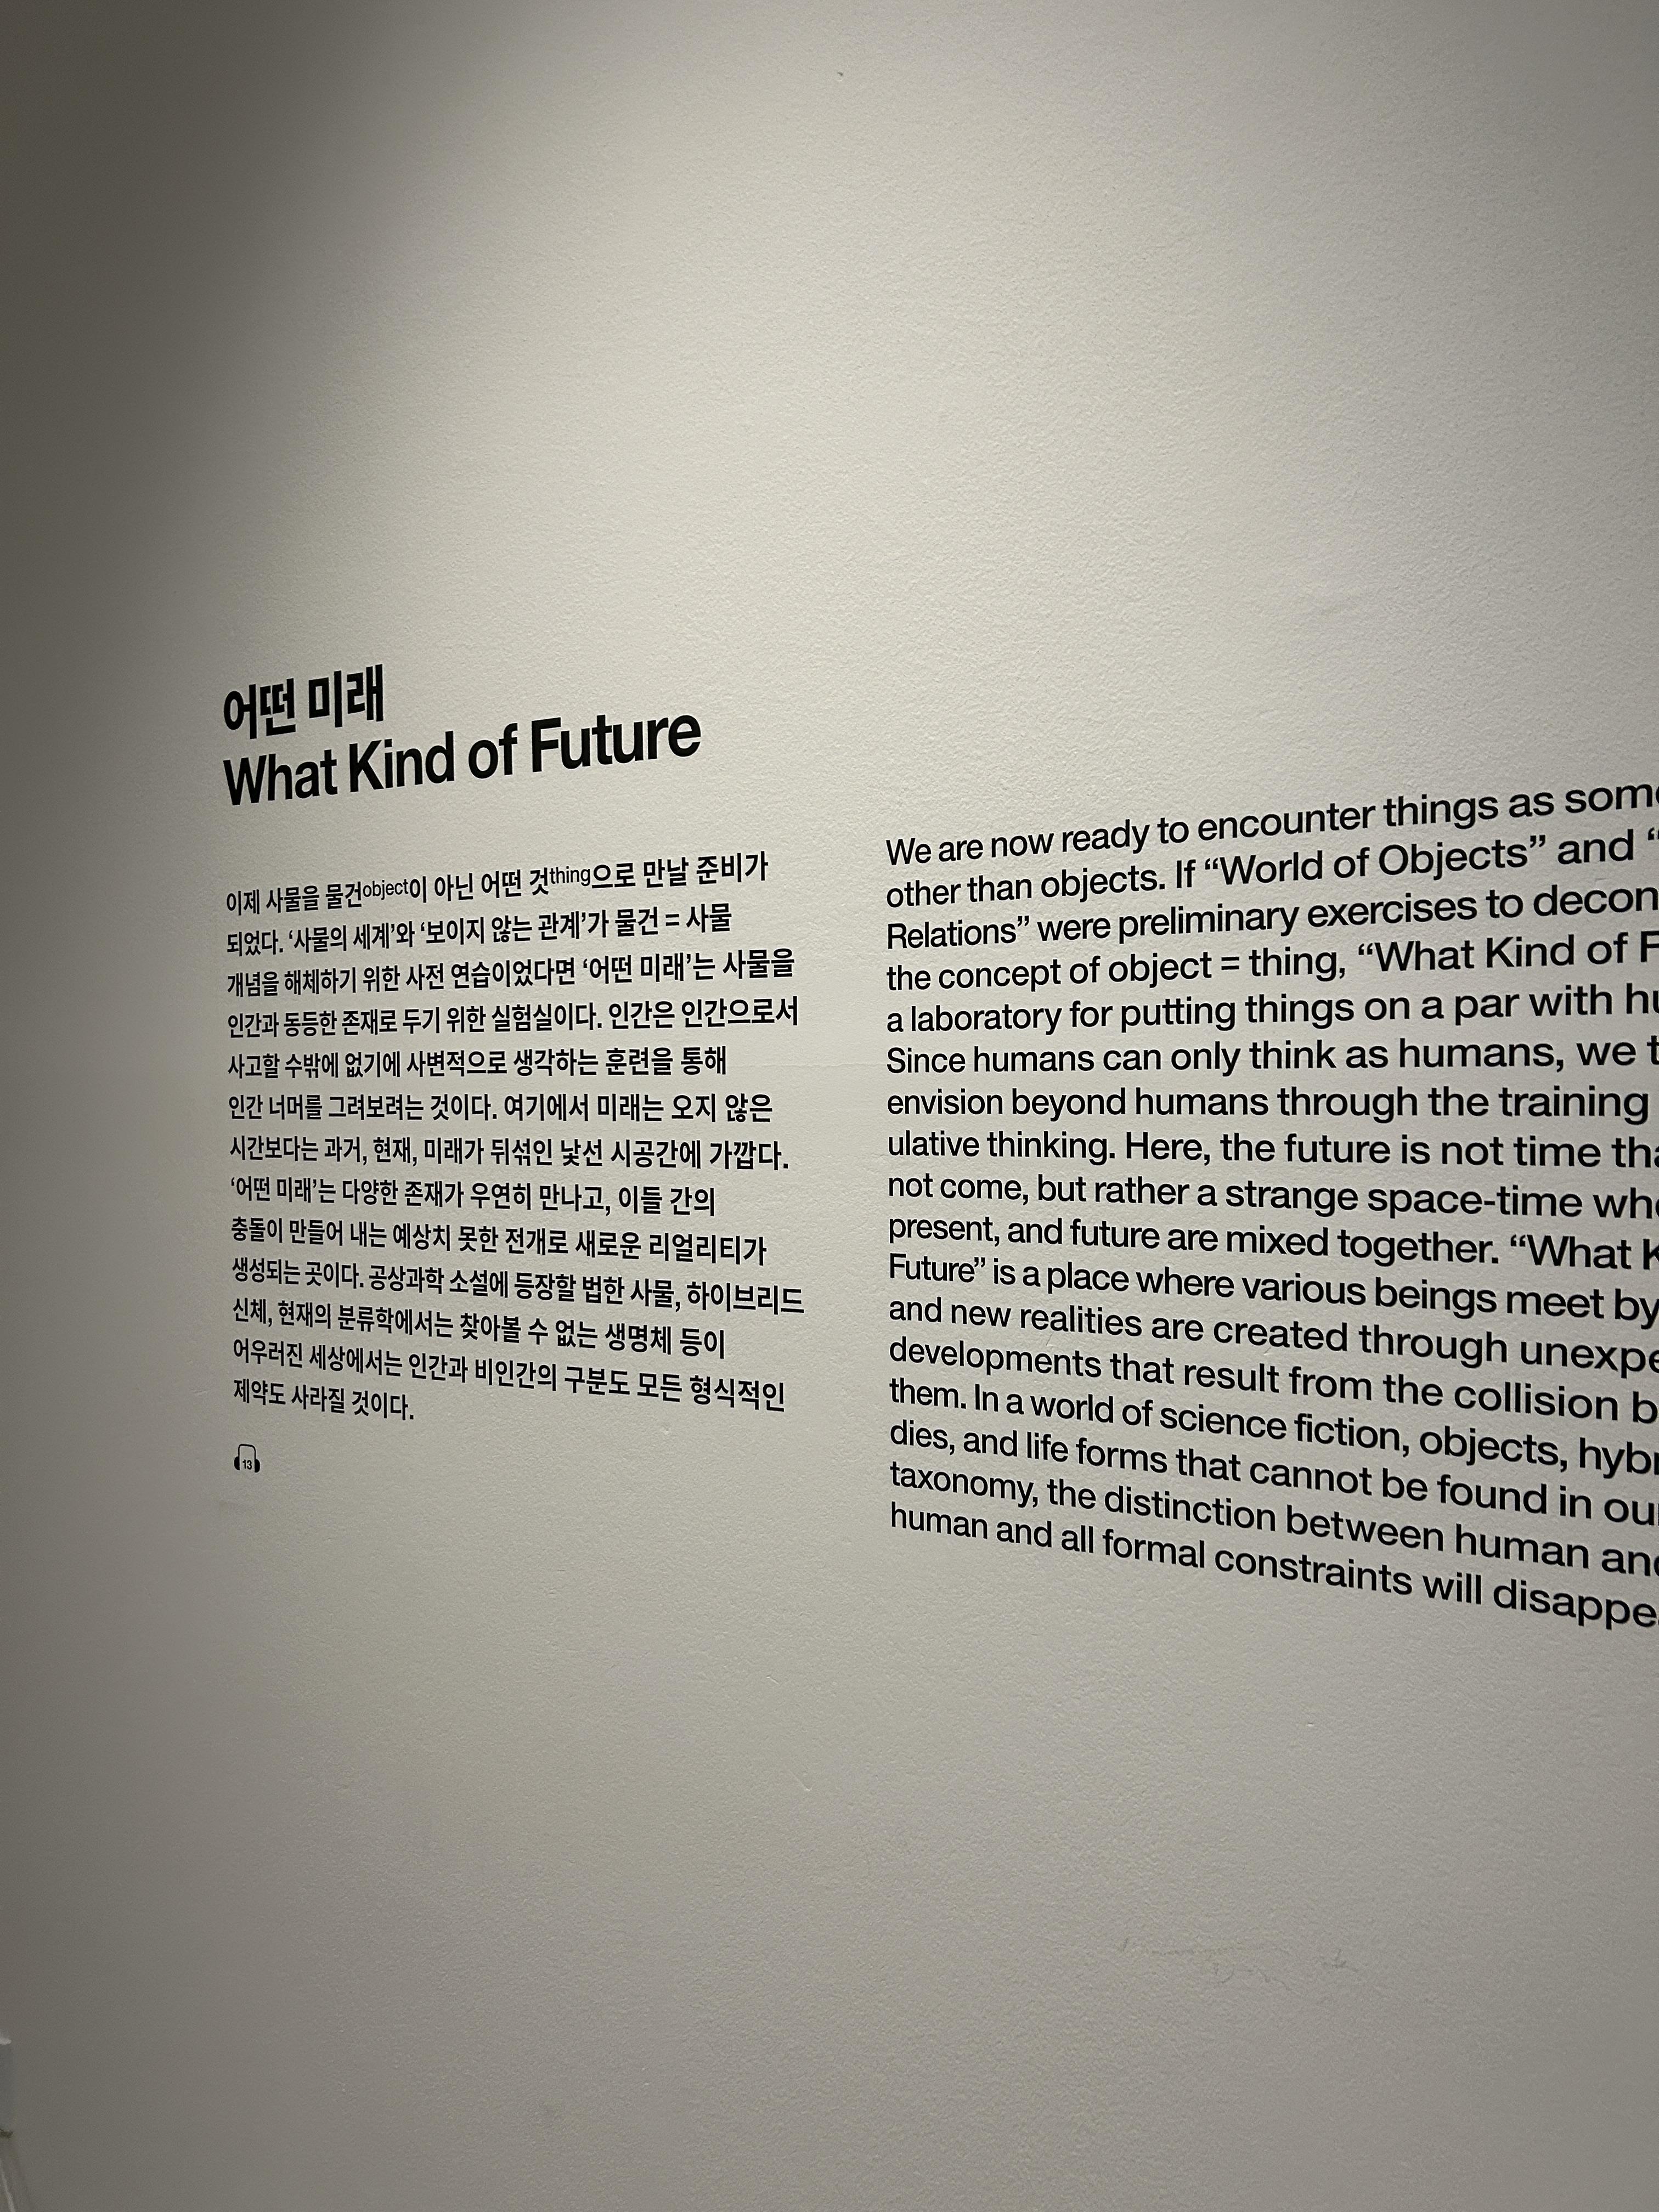 어떤 미래
What Kind of Future
이제 사물을 물건object이 아닌 어떤 것thing으로 만날 준비가
되었다. ‘사물의 세계’와 ‘보이지 않는 관계’가 물건 = 사물
개념을 해체하기 위한 사전 연습이었다면 ‘어떤 미래’는 사물을
인간과 동등한 존재로 두기 위한 실험실이다. 인간은 인간으로서
사고할 수밖에 없기에 사변적으로 생각하는 훈련을 통해
인간 너머를 그려보려는 것이다. 여기에서 미래는 오지 않은
시간보다는 과거, 현재, 미래가 뒤섞인 낯선 시공간에 가깝다.
‘어떤 미래’는 다양한 존재가 우연히 만나고, 이들 간의
충돌이 만들어 내는 예상치 못한 전개로 새로운 리얼리티가
생성되는 곳이다. 공상과학 소설에 등장할 법한 사물, 하이브리드
신체, 현재의 분류학에서는 찾아볼 수 없는 생명체 등이
어우러진 세상에서는 인간과 비인간의 구분도 모든 형식적인
제약도 사라질 것이다.
13
We are now ready to encounter things as som
other than objects. If “World of Objects” and “
Relations” were preliminary exercises to decon
the concept of object = thing, “What Kind of F
a laboratory for putting things on a par with hu
Since humans can only think as humans, we t
envision beyond humans through the training
ulative thinking. Here, the future is not time tha
not come, but rather a strange space-time whe
present, and future are mixed together. “What K
Future” is a place where various beings meet by
and new realities are created through unexpe
developments that result from the collision b
them. In a world of science fiction, objects, hybr
dies, and life forms that cannot be found in our
taxonomy, the distinction between human and
human and all formal constraints will disappe